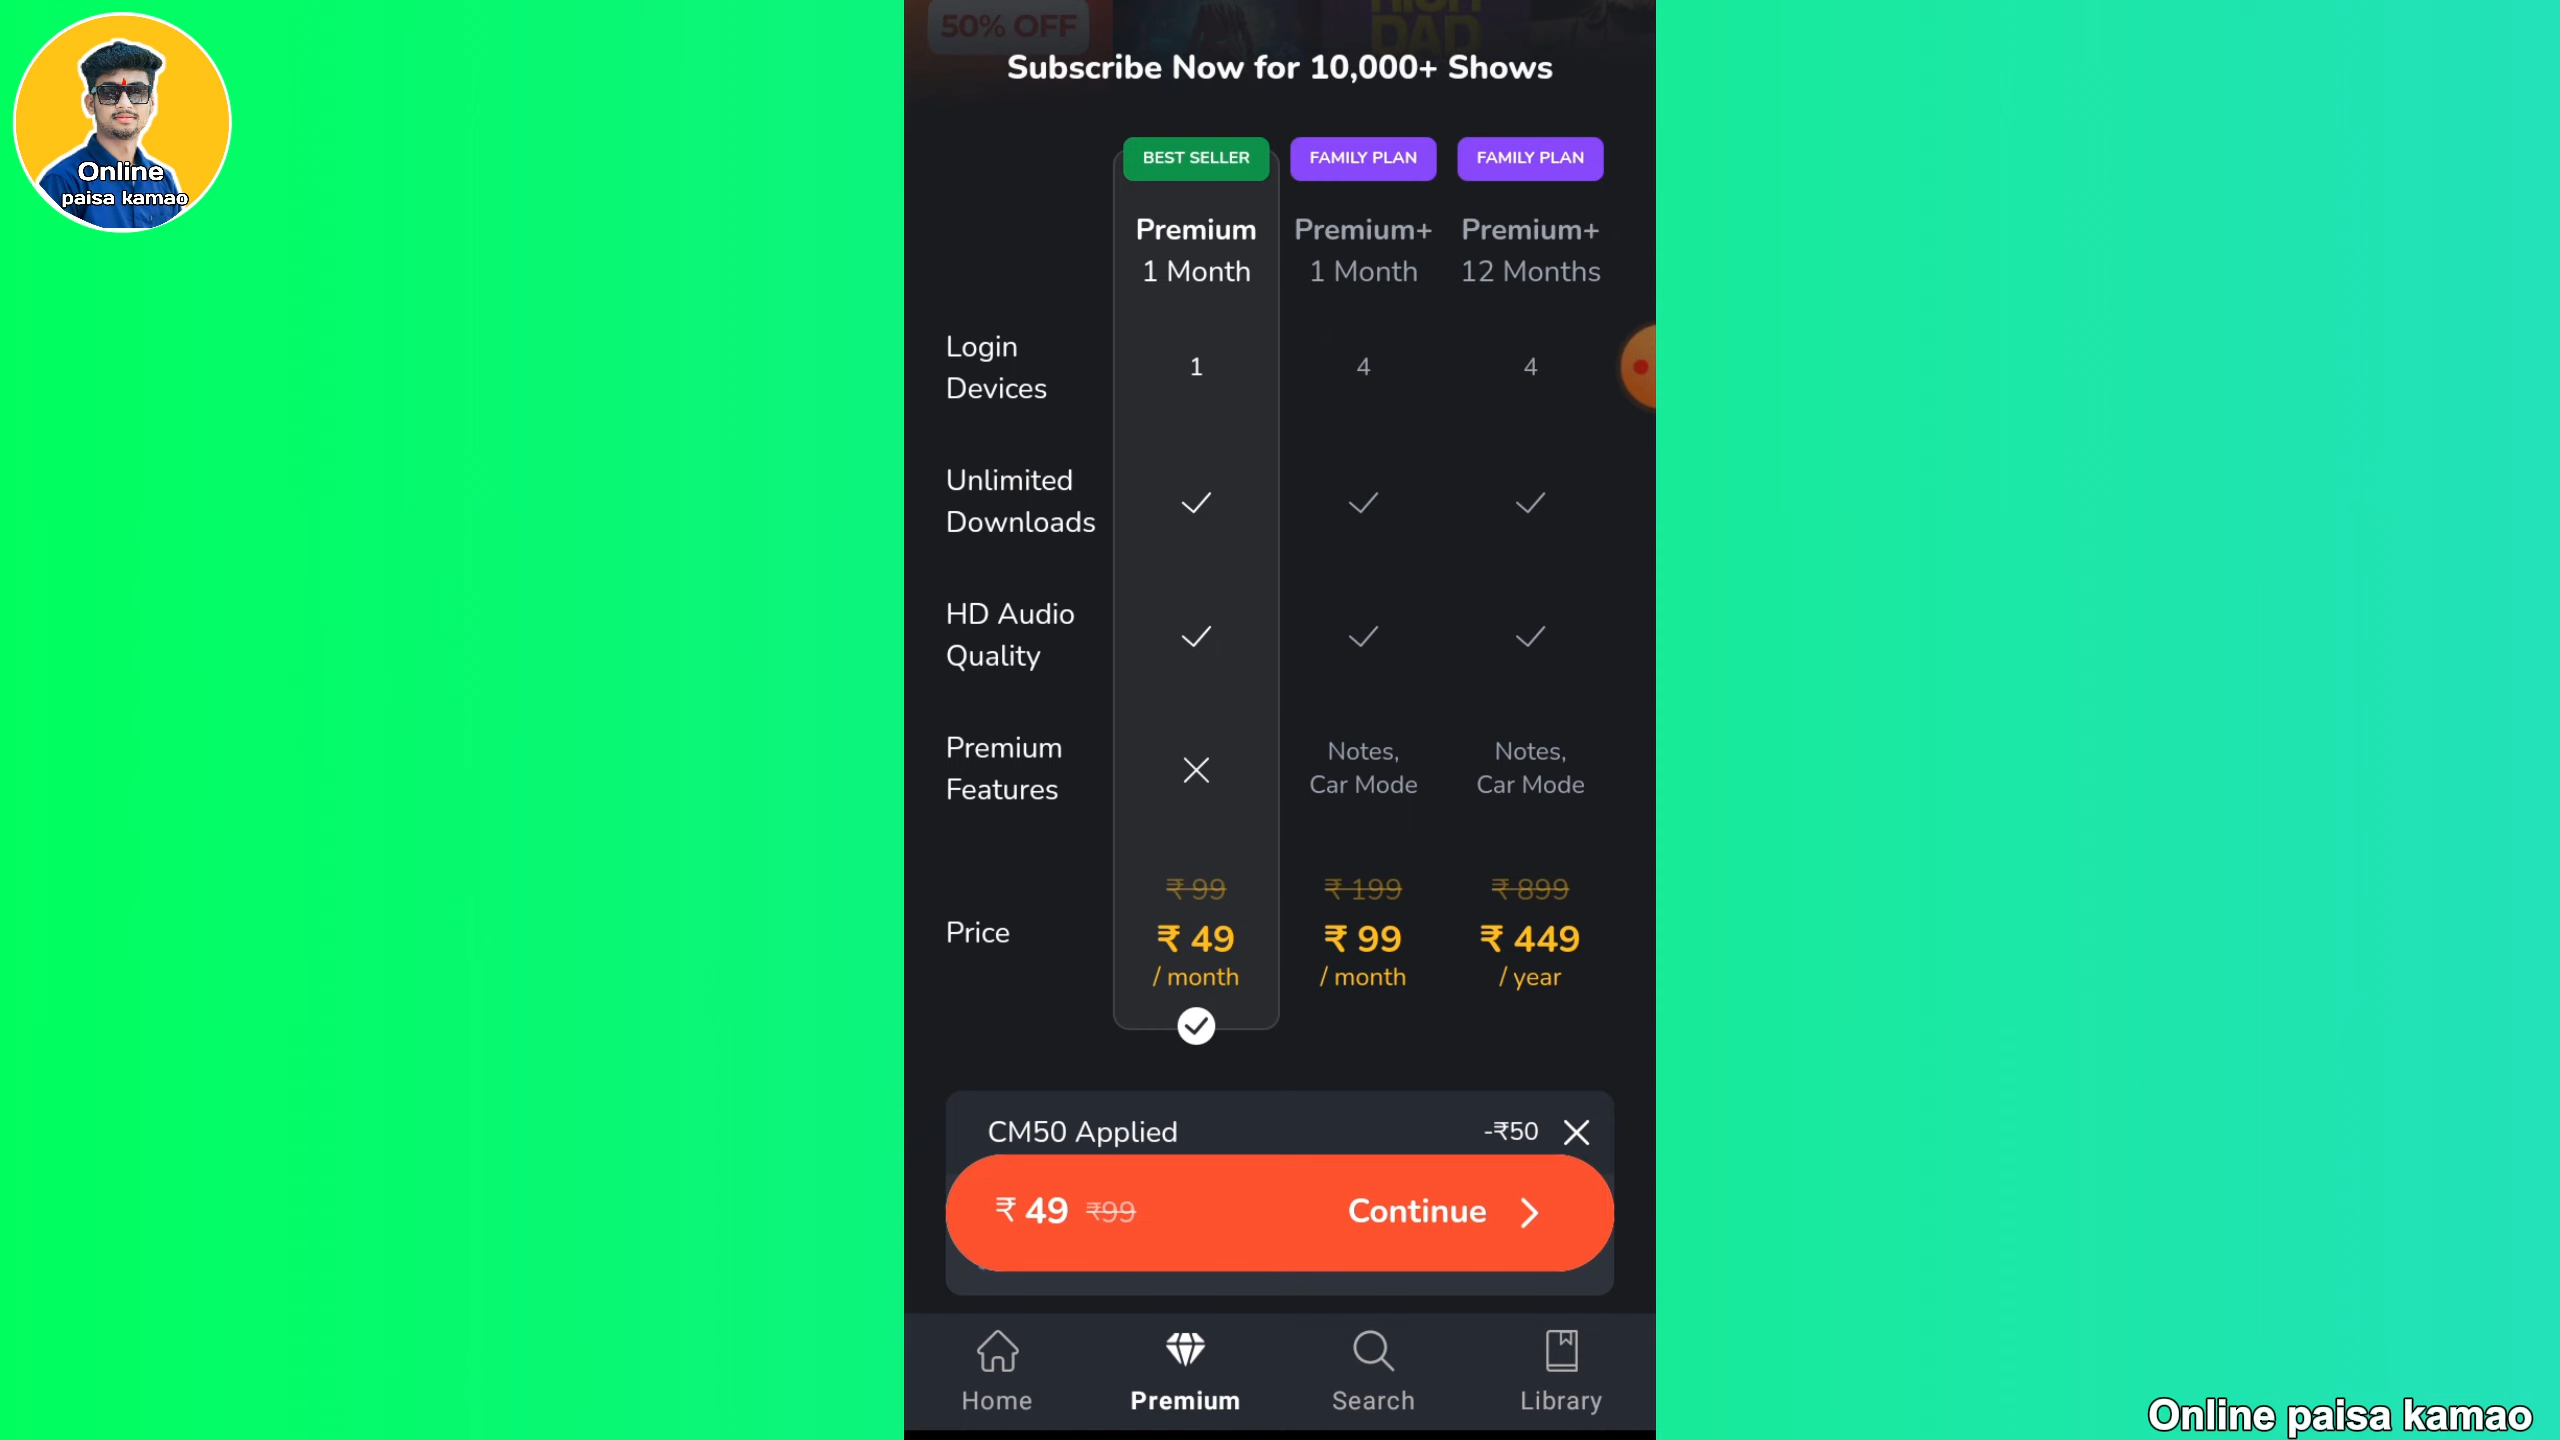 Online
paisa kamao
50% OFF
DAD
Subscribe Now for 10,000+ Shows
BEST SELLER
FAMILY PLAN
FAMILY PLAN
Premium
1 Month
Premium+
1 Month
Premium+
12 Months
Login
Devices
1
4
4
Unlimited
Downloads
HD Audio
Quality
Premium
Features
Notes,
Car Mode
Notes,
Car Mode
Price
₹ 99
₹ 49
/ month
₹ 199
₹ 99
/ month
₹ 899
₹ 449
/ year
CM50 Applied
-₹50
₹ 49 ₹99
Continue
Home
Premium
Search
Library
Online paisa kamao